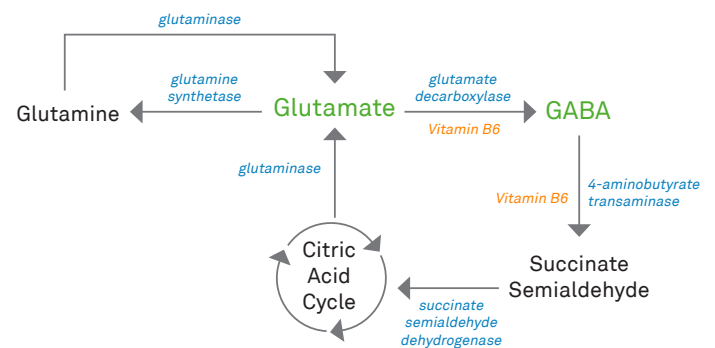 glutaminase
glutamine
synthetase
glutamate
decarboxylase
Glutamine
Glutamate
GABA
Vitamin B6
glutaminase
Vitamin B6
4-aminobutyrate
transaminase
Citric
Acid
Cycle
Succinate
Semialdehyde
succinate
semialdehyde
dehydrogenase